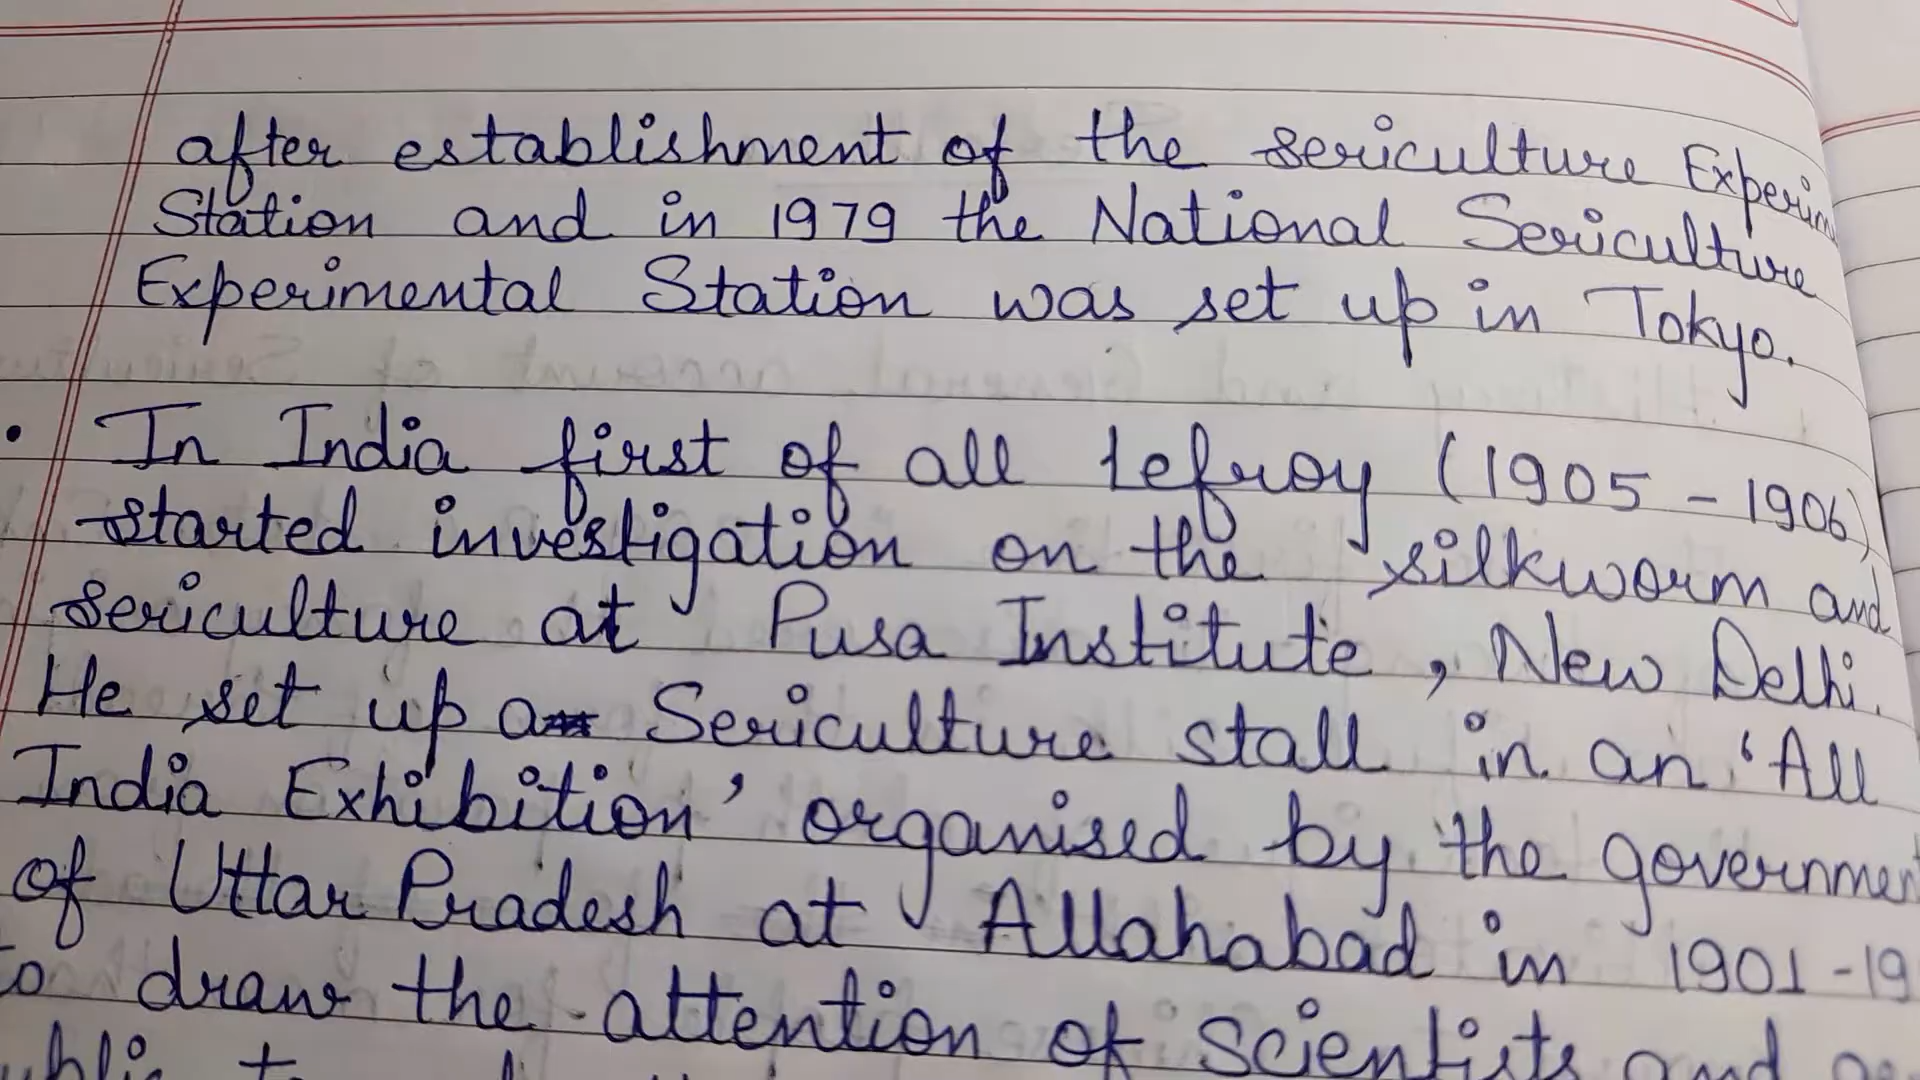 after establishment of the sericulture
Station and in 1979 the National Sericulture
Experimental Station was set up in Tokyo.
• In India first of all Lefroy (1905 - 1906)
started investigation on the silkworm and
sericulture at Pusa Institute, New Delhi.
He set up a Sericulture stall in an 'All
India Exhibition' organised by the
of Uttar Pradesh at Allahabad in 1901-19
draw the attention of Scientists and